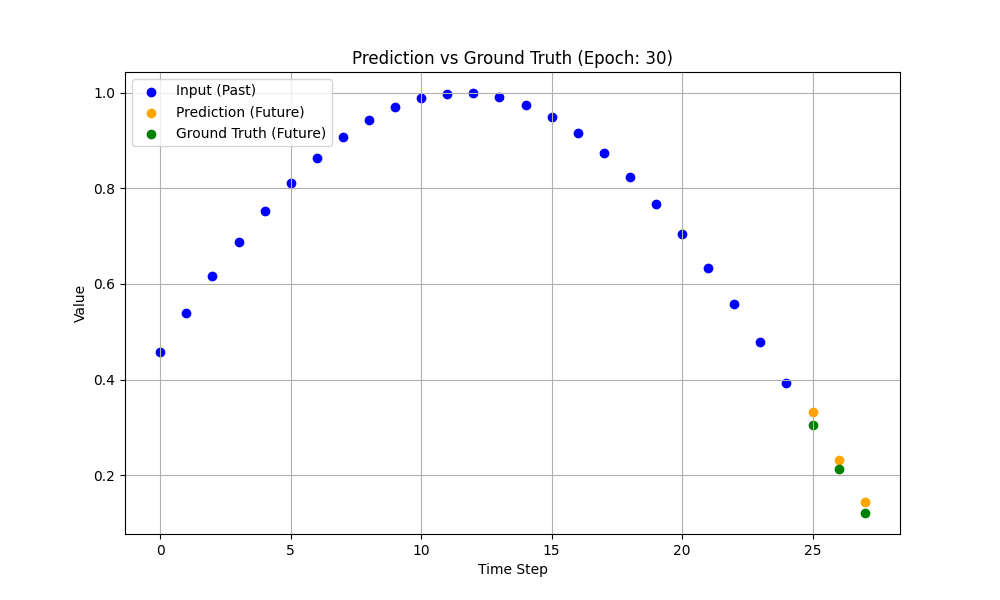 Prediction vs Ground Truth (Epoch: 30)
Input (Past)
Prediction (Future)
Ground Truth (Future)
Value
1.0
0.8
0.6
0.4
0.2
0 5 10 15 20 25
Time Step